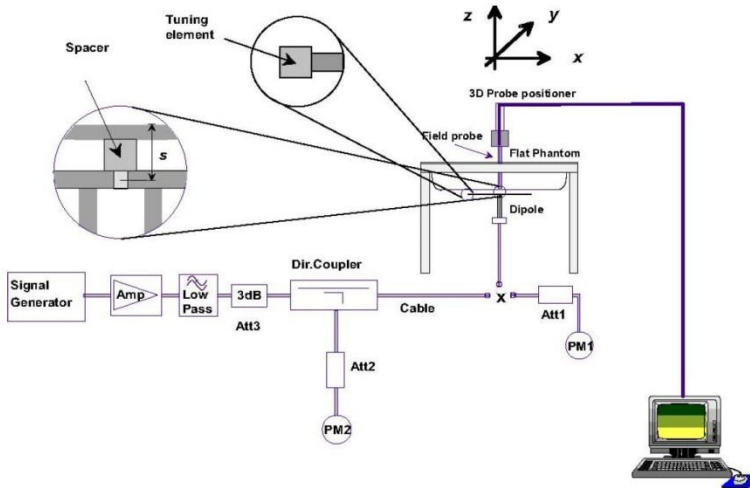 Tuning
element
Spacer
s
z
y
x
3D Probe positioner
Field probe
Flat Phantom
Dipole
Dir.Coupler
Signal
Generator
Amp
Low
Pass
3dB
Att3
Cable
x
Att1
PM1
Att2
PM2